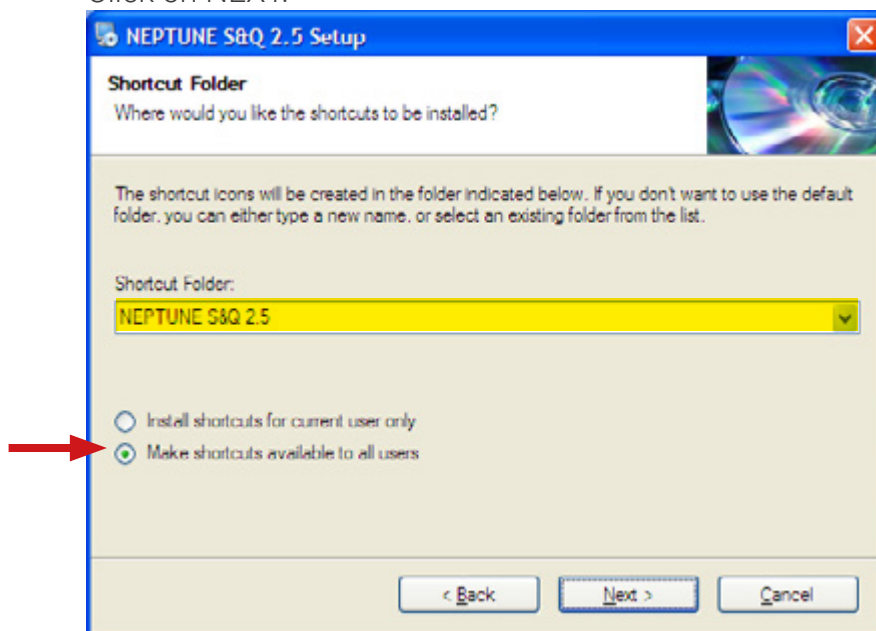 Click on NEXT.
NEPTUNE S&Q 2.5 Setup
Shortcut Folder
Where would you like the shortcuts to be installed?
The shortcut icons will be created in the folder indicated below. If you don't want to use the default
folder, you can either type a new name, or select an existing folder from the list.
Shortcut Folder:
NEPTUNE S&Q 2.5
Install shortcuts for current user only
Make shortcuts available to all users
< Back
Next >
Cancel